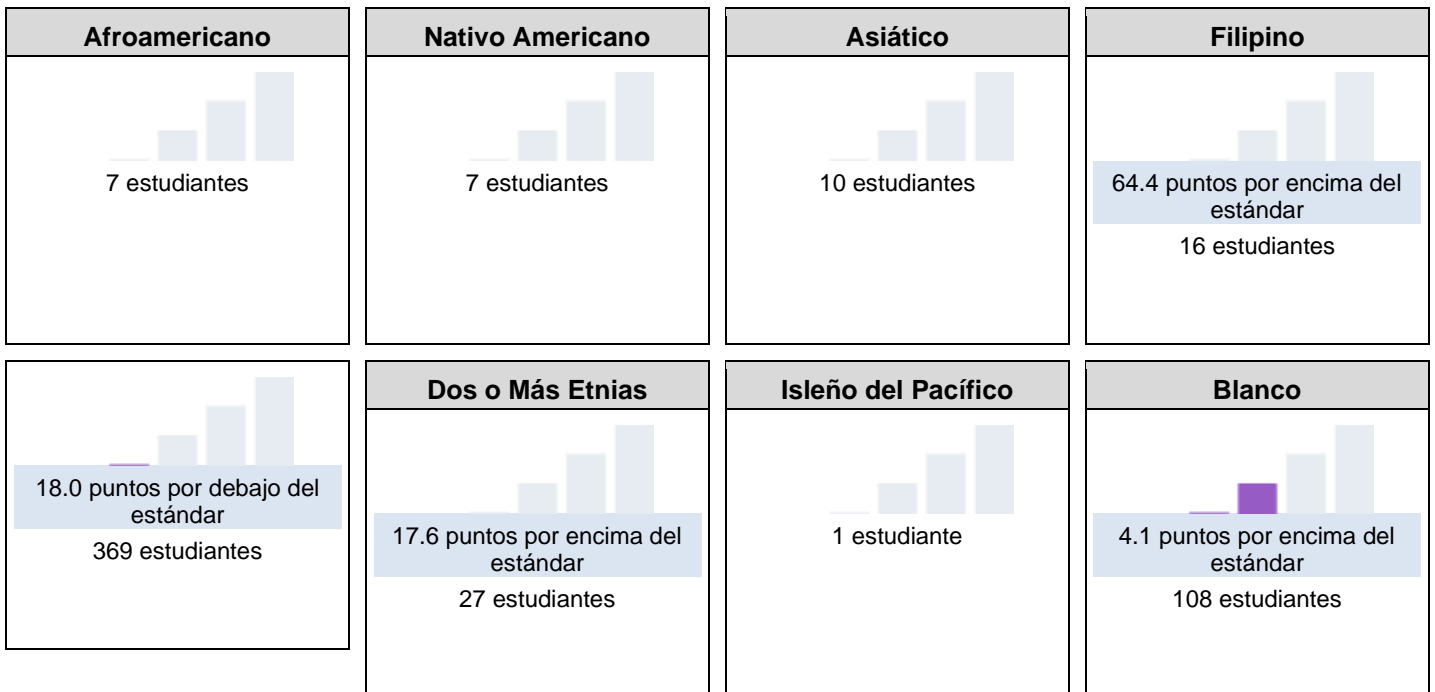 Afroamericano
7 estudiantes
Nativo Americano
7 estudiantes
Asiático
10 estudiantes
Filipino
64.4 puntos por encima del
estándar
16 estudiantes
18.0 puntos por debajo del
estándar
369 estudiantes
Dos o Más Etnias
17.6 puntos por encima del
estándar
27 estudiantes
Isleño del Pacífico
1 estudiante
Blanco
4.1 puntos por encima del
estándar
108 estudiantes